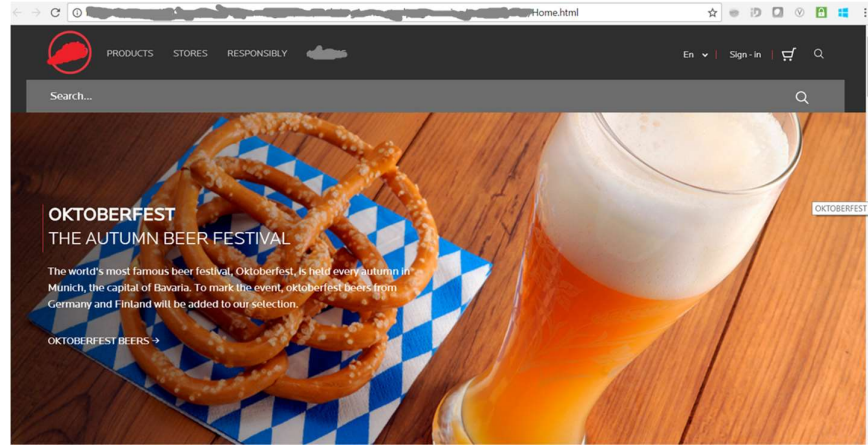 Home.html
PRODUCTS STORES RESPONSIBLY
En Sign - in
Search...
OKTOBERFEST
OKTOBERFEST
THE AUTUMN BEER FESTIVAL
The world's most famous beer festival, Oktoberfest, is held every autumn in
Munich, the capital of Bavaria. To mark the event, oktoberfest beers from
Germany and Finland will be added to our selection.
OKTOBERFEST BEERS →